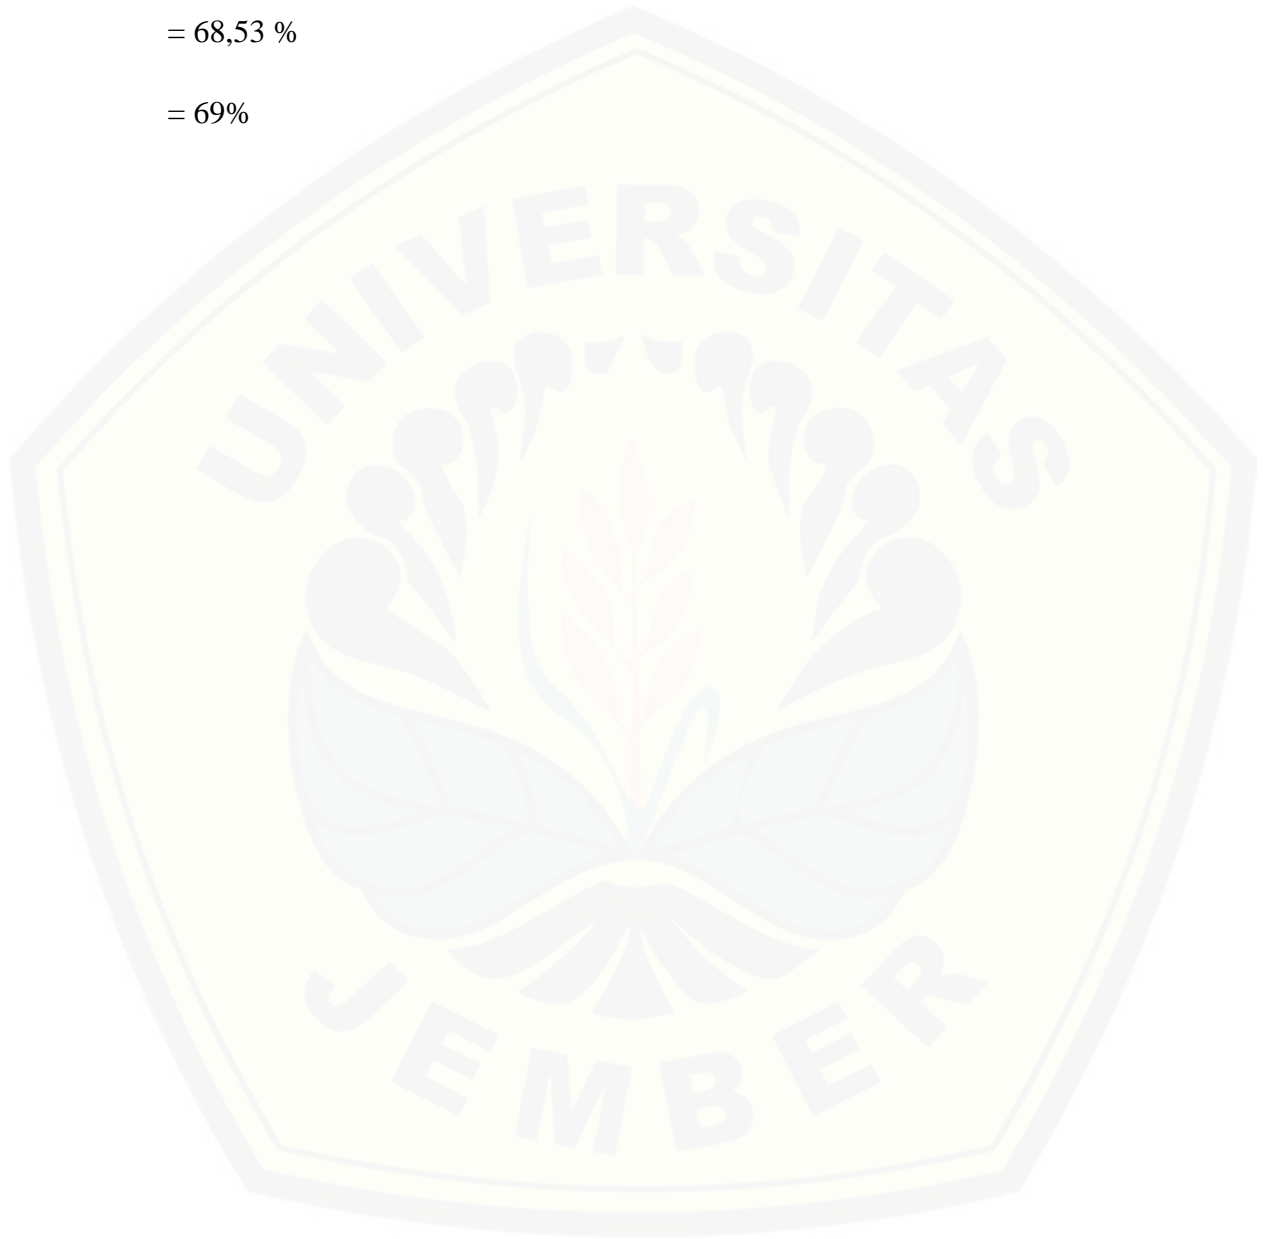 = 68,53 %
= 69%
UNIVERSITAS
JEMBER